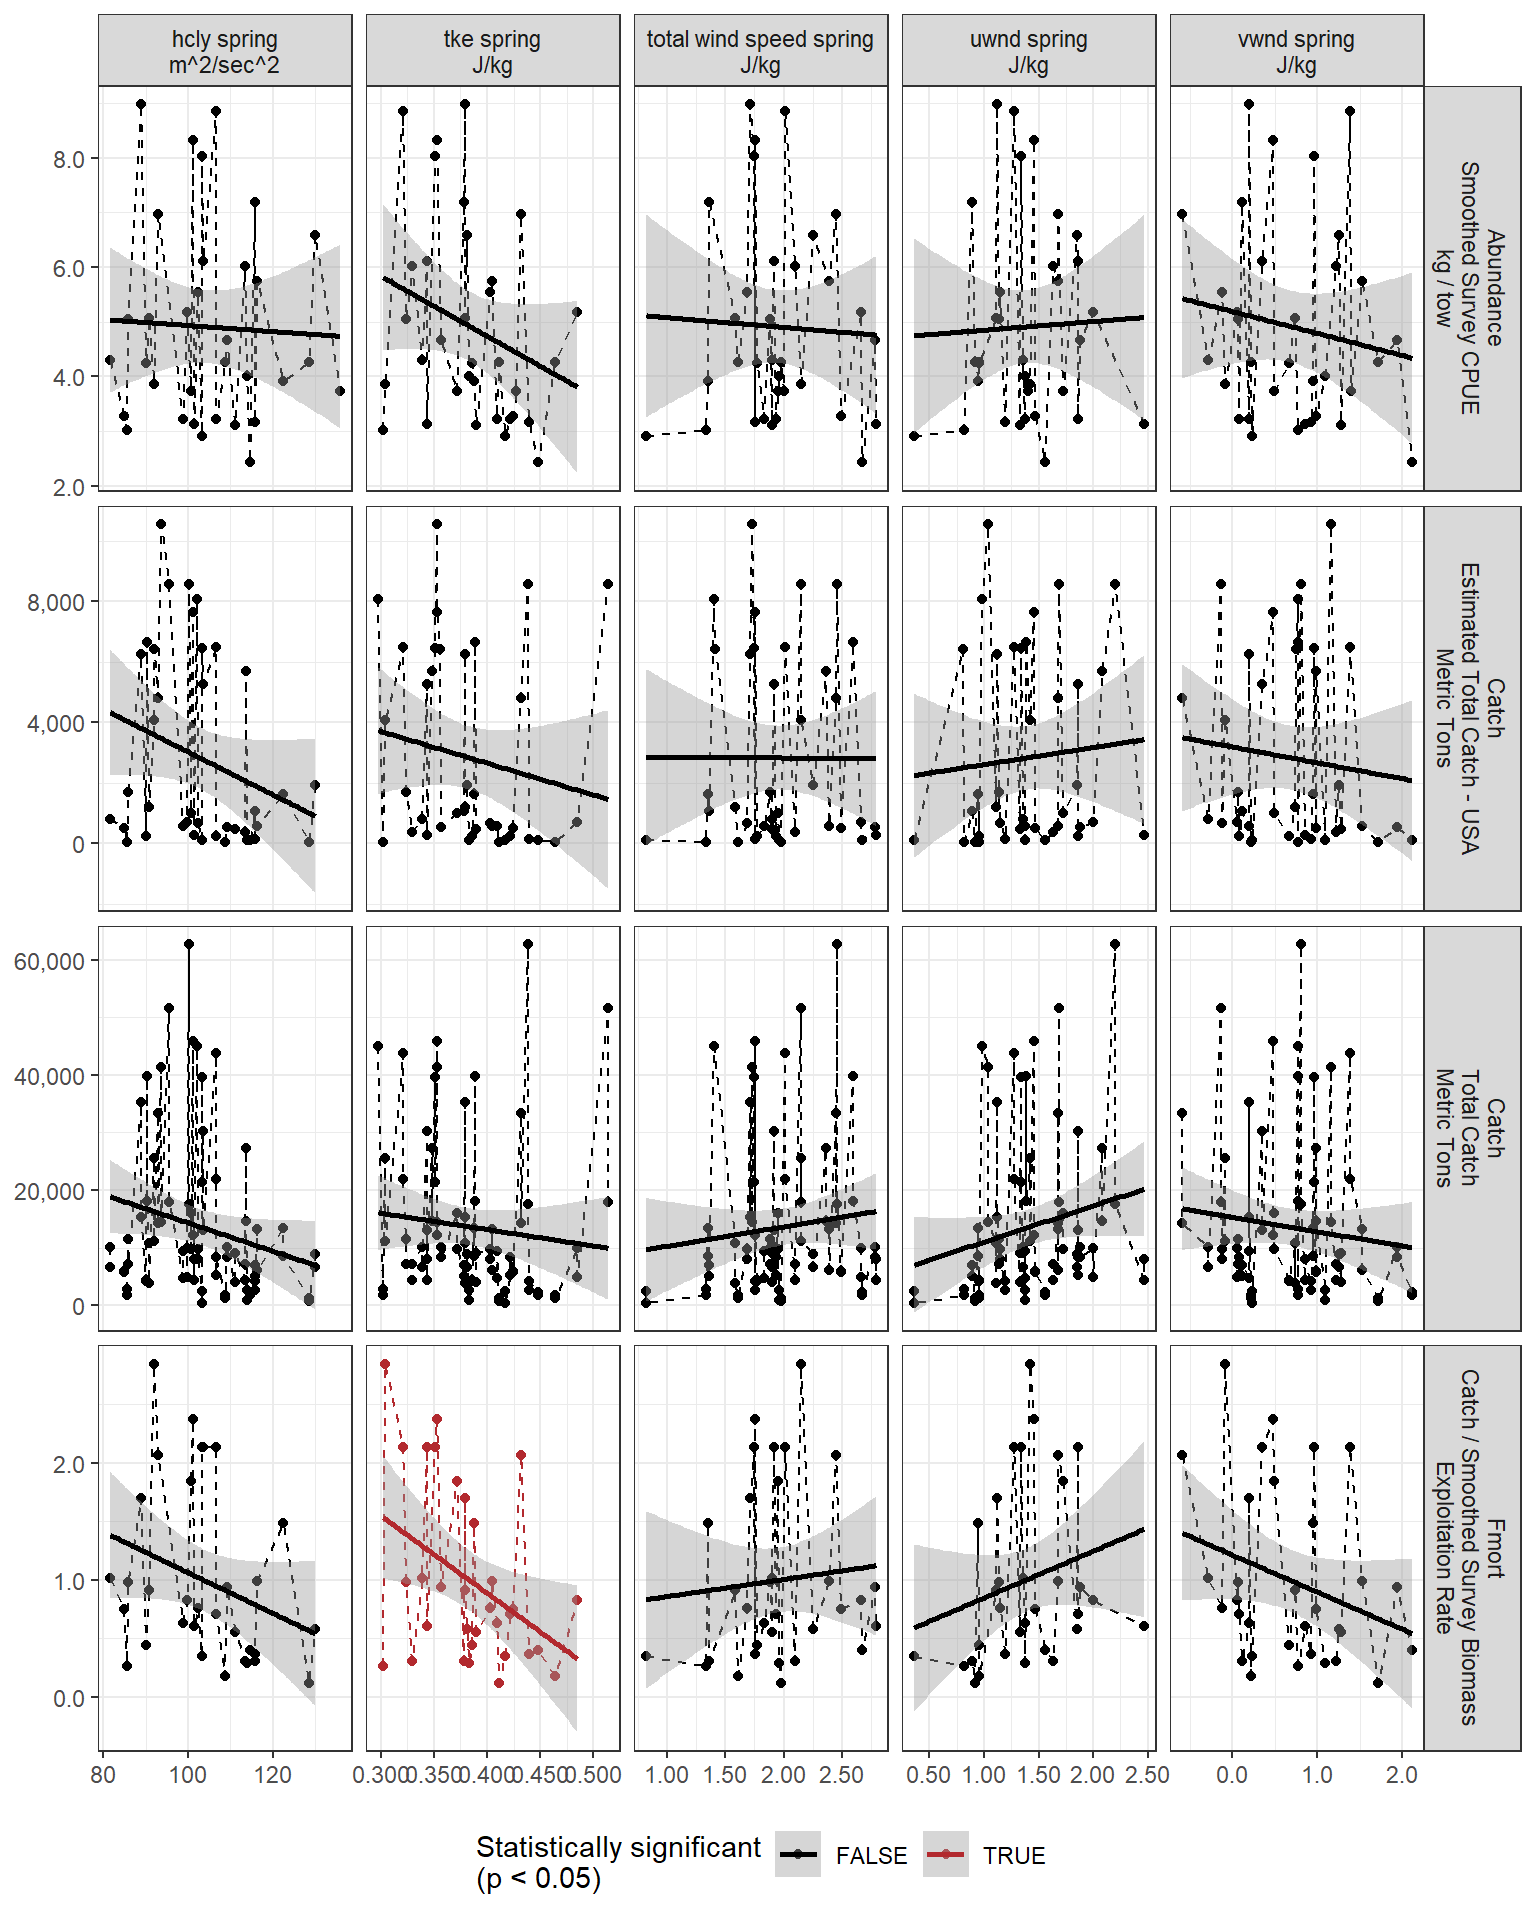 hcly spring
m^2/sec^2
tke spring
J/kg
total wind speed spring
J/kg
uwnd spring
J/kg
vwnd spring
J/kg
8.0
6.0
4.0
2.0
Abundance
Smoothed Survey CPUE
kg / tow
8,000
4,000
0
Catch
Estimated Total Catch - USA
Metric Tons
60,000
40,000
20,000
0
Catch
Total Catch
Metric Tons
2.0
1.0
0.0
Fmort
Catch / Smoothed Survey Biomass
Exploitation Rate
80 100 120
0.300 0.350 0.400 0.450 0.500
1.00 1.50 2.00 2.50
0.50 1.00 1.50 2.00 2.50
0.0 1.0 2.0
Statistically significant
(p < 0.05)
FALSE
TRUE